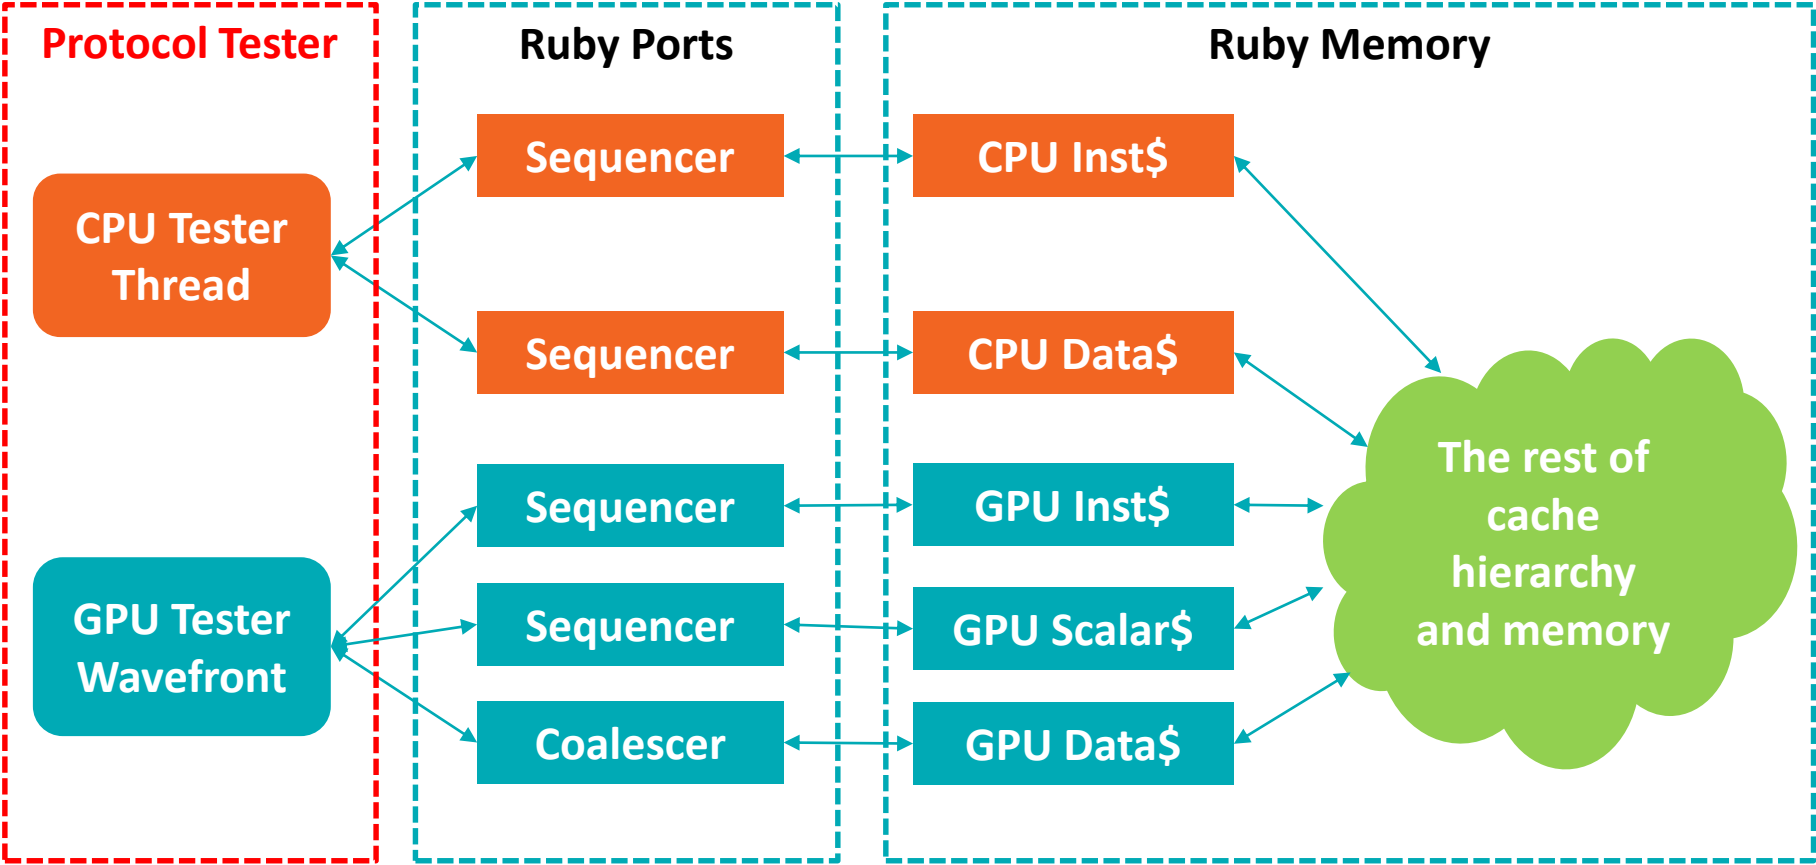 Protocol Tester
Ruby Ports
Ruby Memory
CPU Tester
Thread
GPU Tester
Wavefront
Sequencer
Sequencer
Sequencer
Sequencer
Coalescer
CPU Inst$
CPU Data$
GPU Inst$
GPU Scalar$
GPU Data$
The rest of
cache
hierarchy
and memory